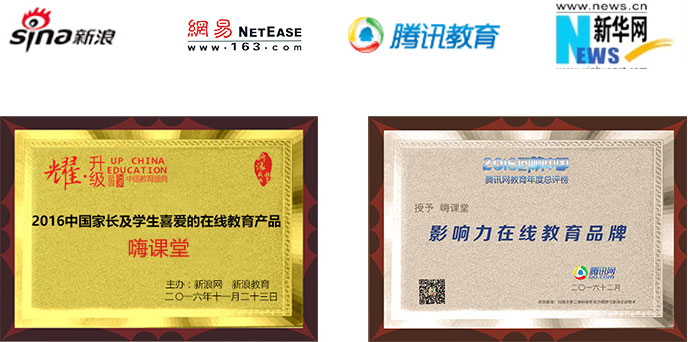 sina新浪
網易 NETEASE
www.163.com
腾讯教育
www.news.cn
新华网
NEWS
耀·升级
UP CHINA
EDUCATION
中国教育盛典
2016中国家长及学生喜爱的在线教育产品
嗨课堂
主办：新浪网 新浪教育
二〇一六年十一月二十三日
2016回响中国
腾讯网教育年度总评榜
授予 嗨课堂
影响力在线教育品牌
腾讯网
QQ.com
二〇一六十二月